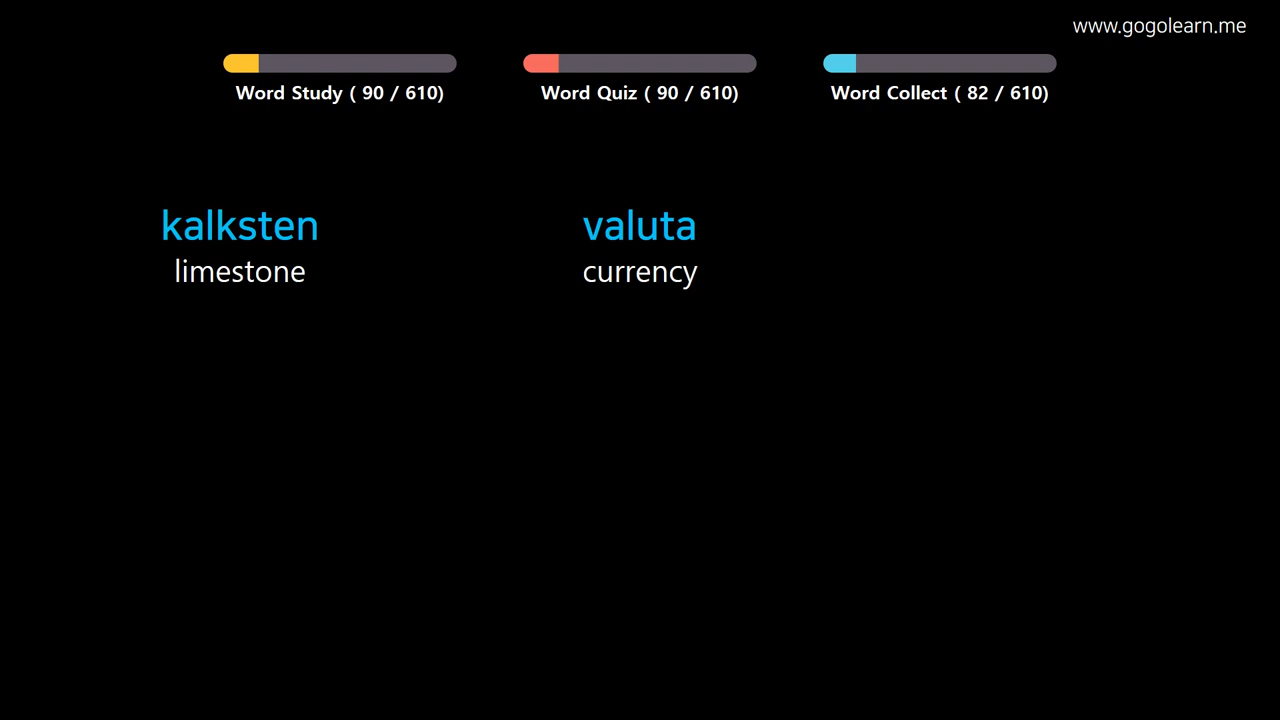 www.gogolearn.me
Word Study ( 90 / 610)
Word Quiz ( 90 / 610)
Word Collect ( 82 / 610)
kalksten
limestone
valuta
currency